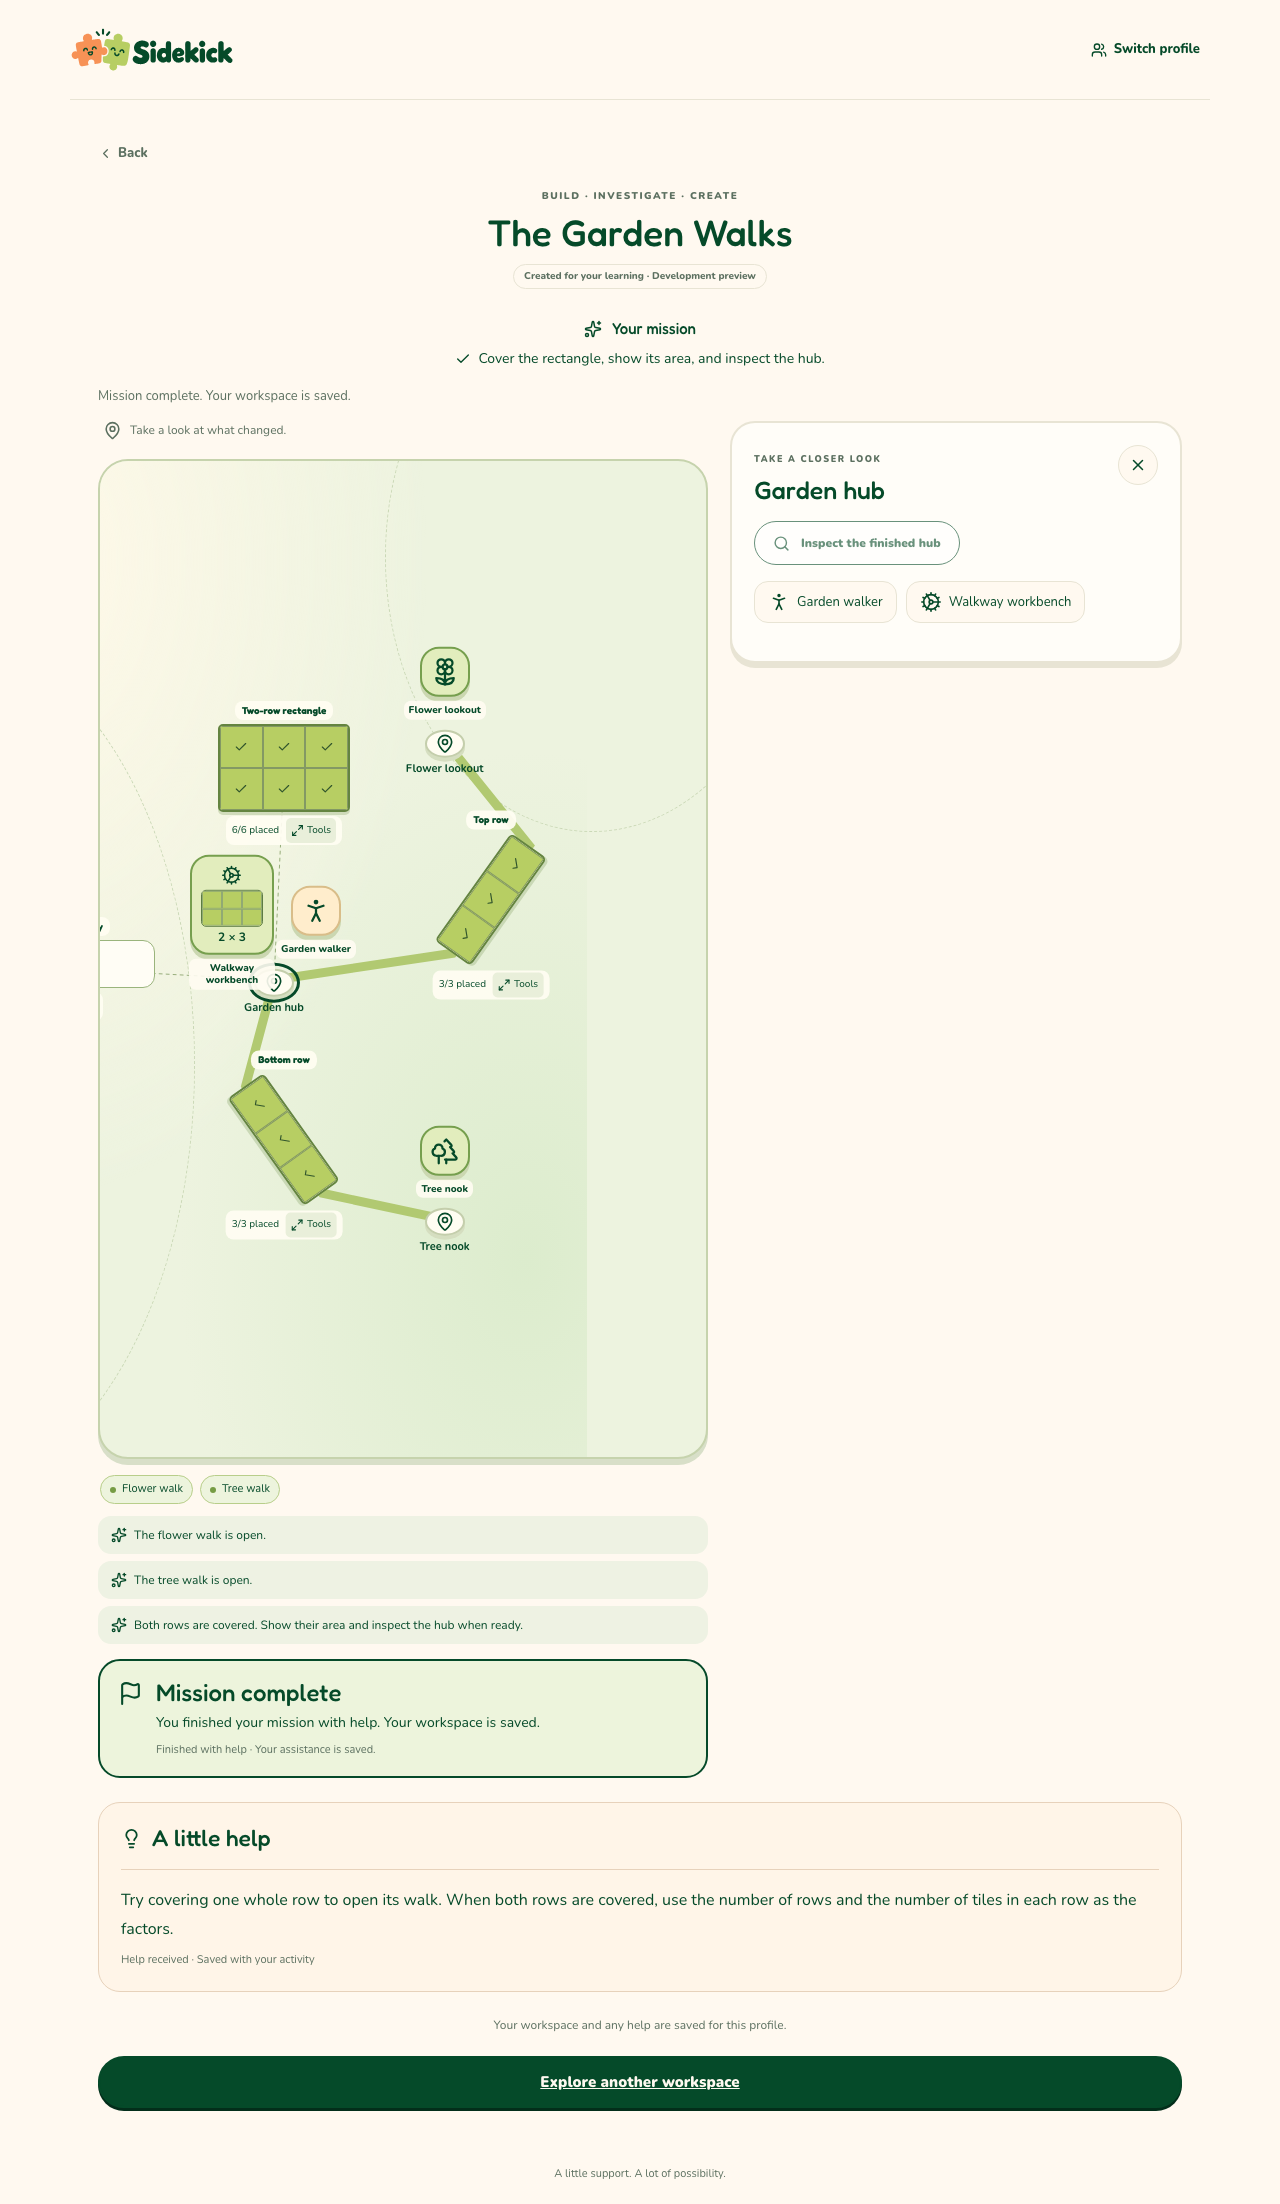 Sidekick
Switch profile
Back
BUILD · INVESTIGATE · CREATE
The Garden Walks
Created for your learning · Development preview
Your mission
Cover the rectangle, show its area, and inspect the hub.
Mission complete. Your workspace is saved.
Take a look at what changed.
TAKE A CLOSER LOOK
Garden hub
Inspect the finished hub
Garden walker
Walkway workbench
Flower lookout
Two-row rectangle
Flower lookout
Top row
6/6 placed
Tools
2 × 3
Garden walker
Walkway
workbench
3/3 placed
Tools
Garden hub
Bottom row
Tree nook
3/3 placed
Tools
Tree nook
Flower walk
Tree walk
The flower walk is open.
The tree walk is open.
Both rows are covered. Show their area and inspect the hub when ready.
Mission complete
You finished your mission with help. Your workspace is saved.
Finished with help · Your assistance is saved.
A little help
Try covering one whole row to open its walk. When both rows are covered, use the number of rows and the number of tiles in each row as the
factors.
Help received · Saved with your activity
Your workspace and any help are saved for this profile.
Explore another workspace
A little support. A lot of possibility.